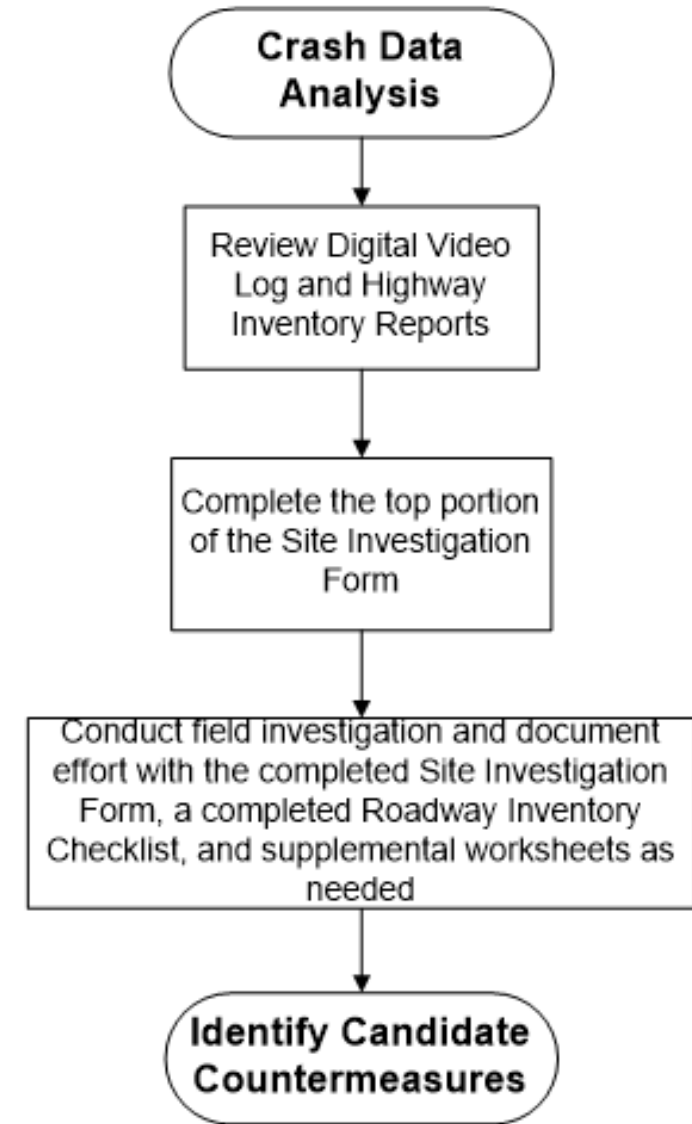 Crash Data
Analysis
Review Digital Video
Log and Highway
Inventory Reports
Complete the top portion
of the Site Investigation
Form
Conduct field investigation and document
effort with the completed Site Investigation
Form, a completed Roadway Inventory
Checklist, and supplemental worksheets as
needed
Identify Candidate
Countermeasures